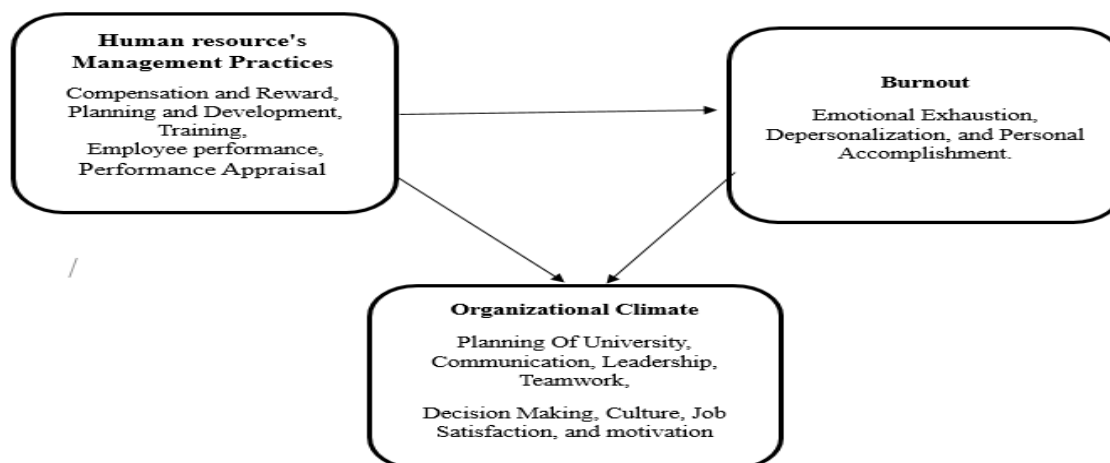 Human resource's
Management Practices
Compensation and Reward,
Planning and Development,
Training,
Employee performance,
Performance Appraisal
Burnout
Emotional Exhaustion,
Depersonalization, and Personal
Accomplishment.
/
Organizational Climate
Planning Of University,
Communication, Leadership,
Teamwork,
Decision Making, Culture, Job
Satisfaction, and motivation